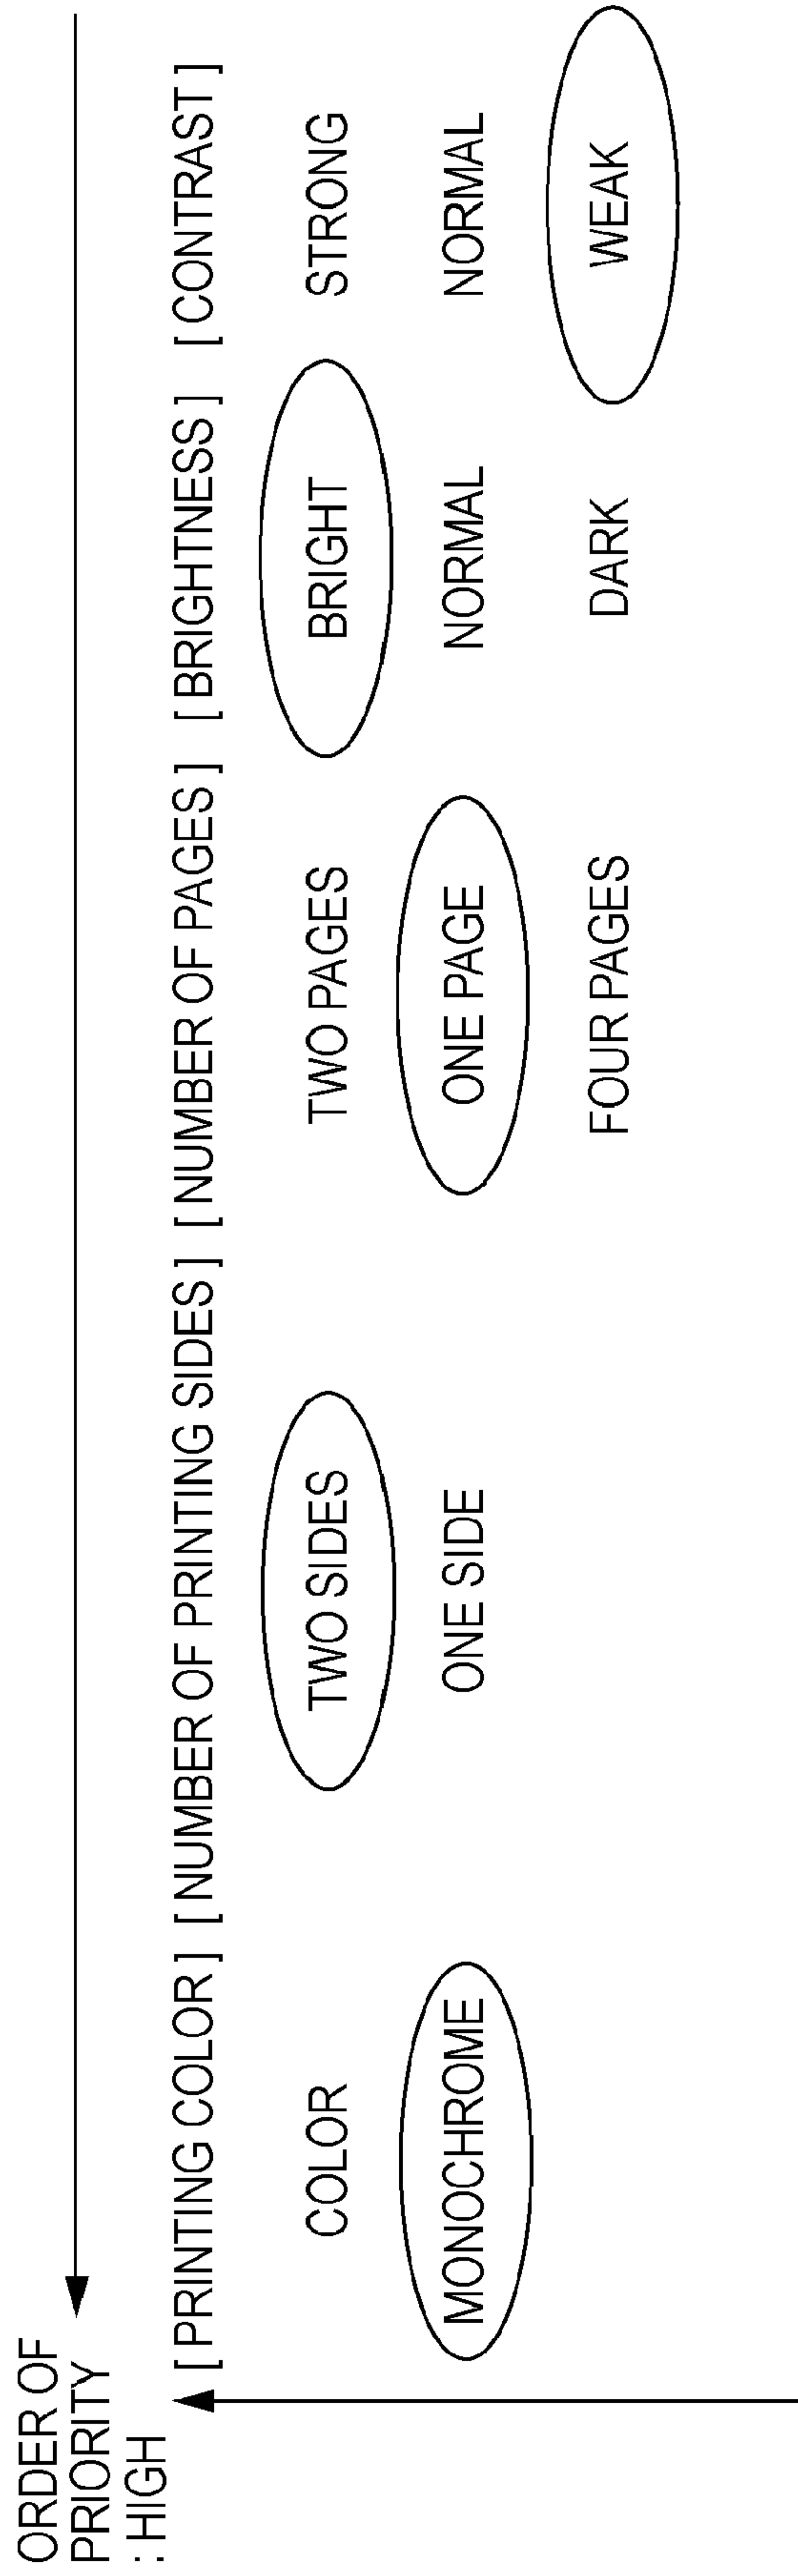 ORDER OF
PRIORITY
: HIGH
[ PRINTING COLOR ] [ NUMBER OF PRINTING SIDES ] [ NUMBER OF PAGES ] [ BRIGHTNESS ] [ CONTRAST ]
COLOR TWO SIDES TWO PAGES BRIGHT STRONG
MONOCHROME ONE SIDE ONE PAGE NORMAL NORMAL
FOUR PAGES DARK WEAK